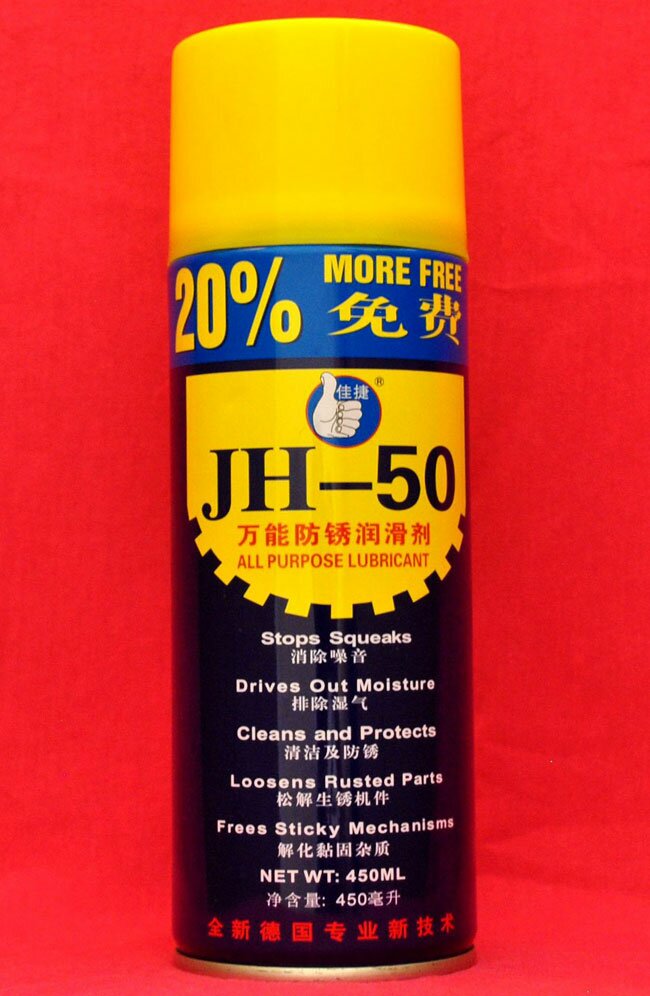 20% MORE FREE
免费
佳捷®
JH-50
万能防锈润滑剂
ALL PURPOSE LUBRICANT
Stops Squeaks
消除噪音
Drives Out Moisture
排除湿气
Cleans and Protects
清洁及防锈
Loosens Rusted Parts
松解生锈机件
Frees Sticky Mechanisms
解化黏固杂质
NET WT: 450ML
净含量: 450毫升
全新德国专业新技术